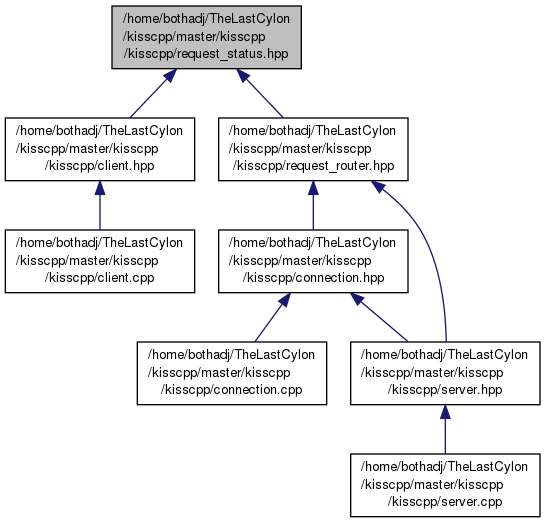 /home/bothadj/TheLastCylon
/kisscpp/master/kisscpp
/kisscpp/request_status.hpp
/home/bothadj/TheLastCylon
/kisscpp/master/kisscpp
/kisscpp/client.hpp
/home/bothadj/TheLastCylon
/kisscpp/master/kisscpp
/kisscpp/request_router.hpp
/home/bothadj/TheLastCylon
/kisscpp/master/kisscpp
/kisscpp/client.cpp
/home/bothadj/TheLastCylon
/kisscpp/master/kisscpp
/kisscpp/connection.hpp
/home/bothadj/TheLastCylon
/kisscpp/master/kisscpp
/kisscpp/connection.cpp
/home/bothadj/TheLastCylon
/kisscpp/master/kisscpp
/kisscpp/server.hpp
/home/bothadj/TheLastCylon
/kisscpp/master/kisscpp
/kisscpp/server.cpp